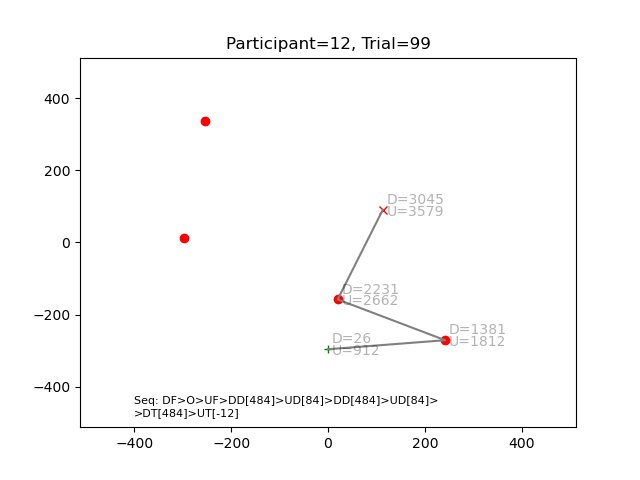 Participant=12, Trial=99
400
200
0
−200
−400
D=3045
U=3579
D=2231
U=2662
D=1381
U=1812
D=26
U=912
Seq: DF>O>UF>DD[484]>UD[84]>DD[484]>UD[84]>
>DT[484]>UT[-12]
−400 −200 0 200 400